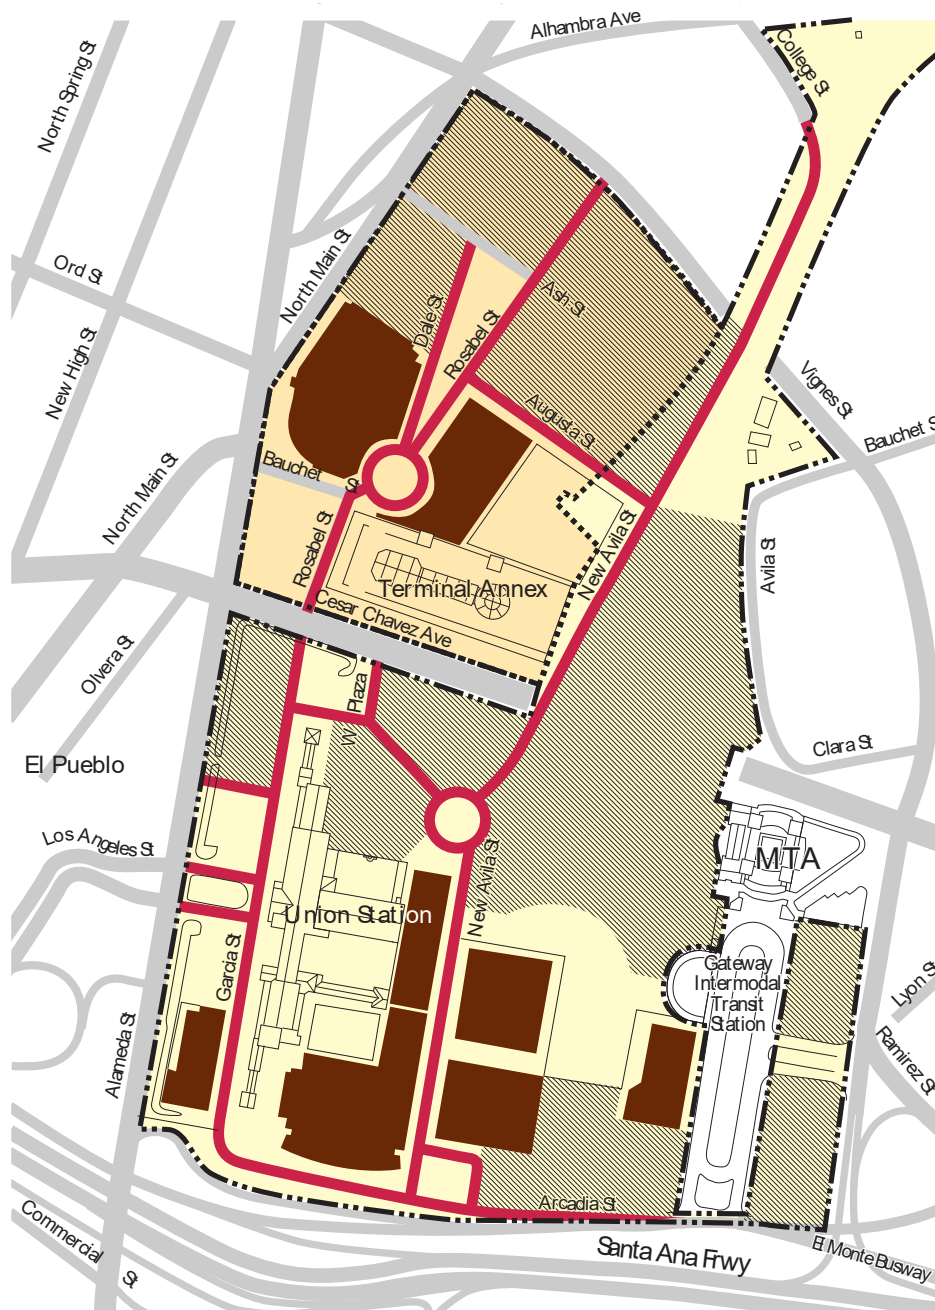 Alhambra Ave
College St
North Spring St
Ord St
North Main St
New High St
Dale St
Rosabel St
Ash St
Augusta St
Vignes St
Bauchet S
North Main St
Bauchet
St
Rosabel St
New Avila St
Avila St
Terminal Annex
Cesar Chavez Ave
Olvera St
W Plaza
El Pueblo
Clara St
Los Angeles St
MTA
New Avila St
Union Station
Garcia St
Gateway
Intermodal
Transit
Station
Lyon St
Alameda St
Ramirez St
Arcadia St
Commercial
St
Santa Ana Frwy
El Monte Busway